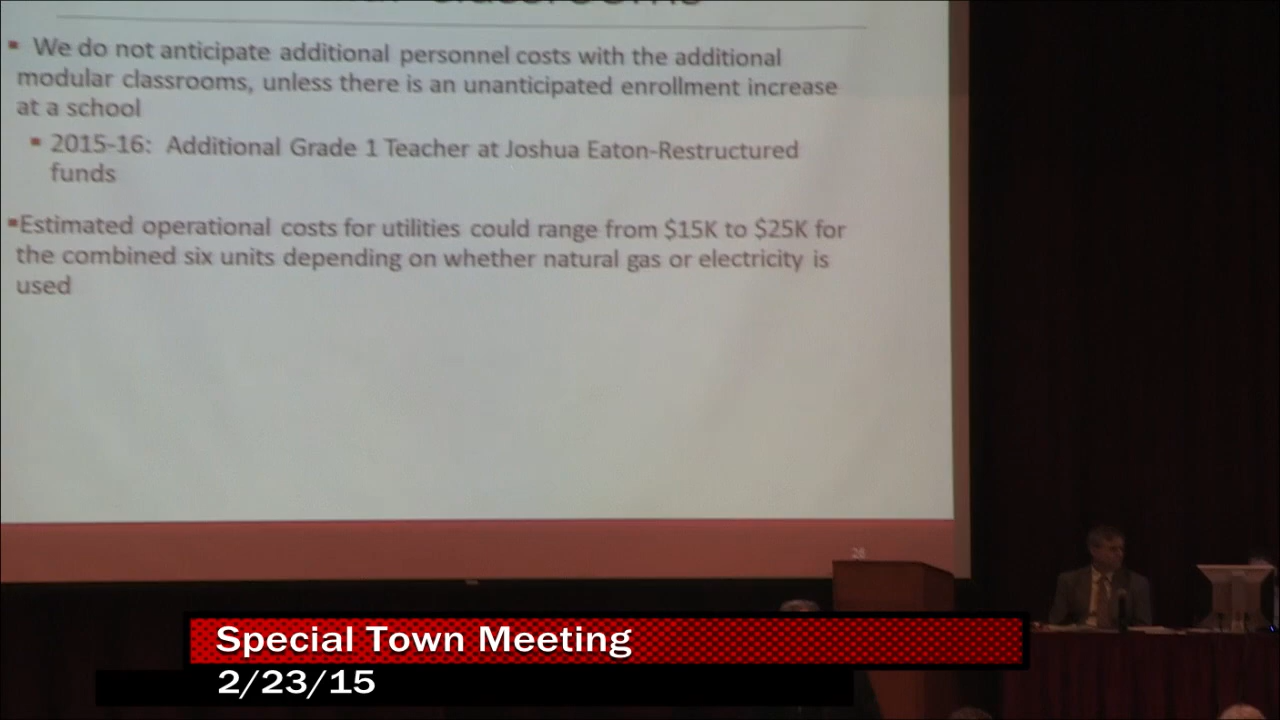 ▪ We do not anticipate additional personnel costs with the additional
modular classrooms, unless there is an unanticipated enrollment increase
at a school
▪ 2015-16: Additional Grade 1 Teacher at Joshua Eaton-Restructured
funds
▪Estimated operational costs for utilities could range from $15K to $25K for
the combined six units depending on whether natural gas or electricity is
used
26
Special Town Meeting
2/23/15